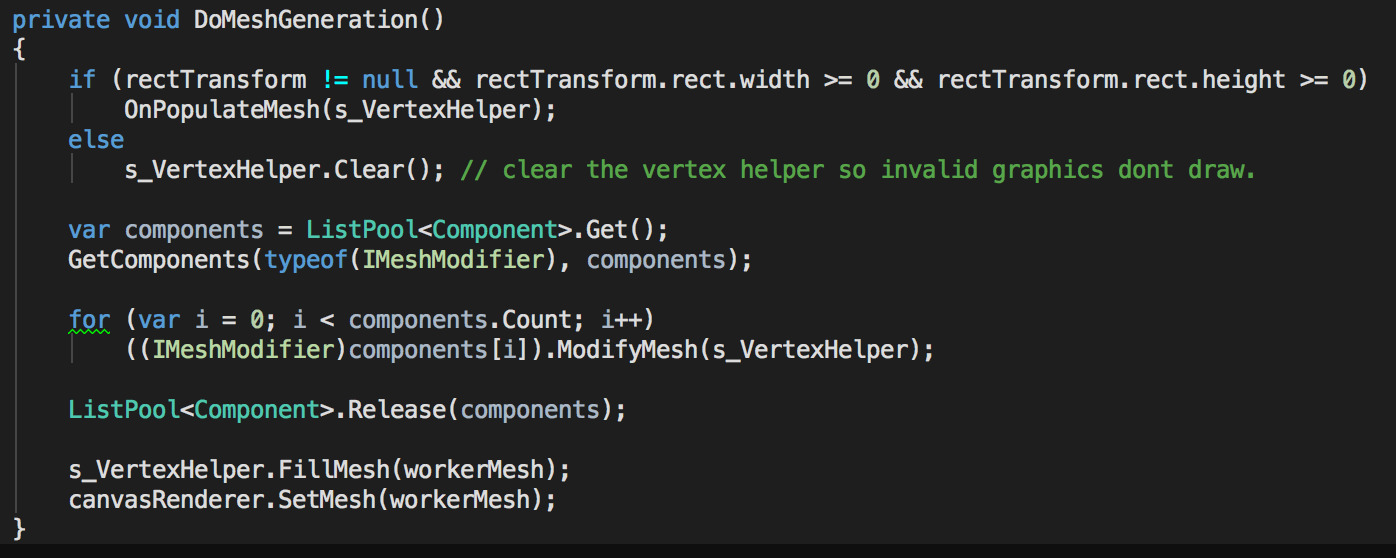 private void DoMeshGeneration()
{
    if (rectTransform != null && rectTransform.rect.width >= 0 && rectTransform.rect.height >= 0)
        OnPopulateMesh(s_VertexHelper);
    else
        s_VertexHelper.Clear(); // clear the vertex helper so invalid graphics dont draw.

    var components = ListPool<Component>.Get();
    GetComponents(typeof(IMeshModifier), components);

    for (var i = 0; i < components.Count; i++)
        ((IMeshModifier)components[i]).ModifyMesh(s_VertexHelper);

    ListPool<Component>.Release(components);

    s_VertexHelper.FillMesh(workerMesh);
    canvasRenderer.SetMesh(workerMesh);
}